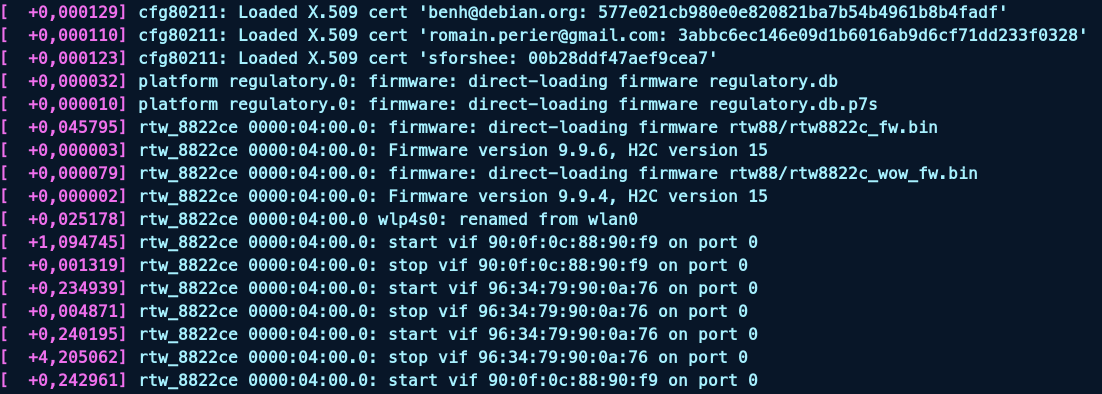 [  +0,000129] cfg80211: Loaded X.509 cert 'benh@debian.org: 577e021cb980e0e820821ba7b54b4961b8b4fadf'
[  +0,000110] cfg80211: Loaded X.509 cert 'romain.perier@gmail.com: 3abbc6ec146e09d1b6016ab9d6cf71dd233f0328'
[  +0,000123] cfg80211: Loaded X.509 cert 'sforshee: 00b28ddf47aef9cea7'
[  +0,000032] platform regulatory.0: firmware: direct-loading firmware regulatory.db
[  +0,000010] platform regulatory.0: firmware: direct-loading firmware regulatory.db.p7s
[  +0,045795] rtw_8822ce 0000:04:00.0: firmware: direct-loading firmware rtw88/rtw8822c_fw.bin
[  +0,000003] rtw_8822ce 0000:04:00.0: Firmware version 9.9.6, H2C version 15
[  +0,000079] rtw_8822ce 0000:04:00.0: firmware: direct-loading firmware rtw88/rtw8822c_wow_fw.bin
[  +0,000002] rtw_8822ce 0000:04:00.0: Firmware version 9.9.4, H2C version 15
[  +0,025178] rtw_8822ce 0000:04:00.0 wlp4s0: renamed from wlan0
[  +1,094745] rtw_8822ce 0000:04:00.0: start vif 90:0f:0c:88:90:f9 on port 0
[  +0,001319] rtw_8822ce 0000:04:00.0: stop vif 90:0f:0c:88:90:f9 on port 0
[  +0,234939] rtw_8822ce 0000:04:00.0: start vif 96:34:79:90:0a:76 on port 0
[  +0,004871] rtw_8822ce 0000:04:00.0: stop vif 96:34:79:90:0a:76 on port 0
[  +0,240195] rtw_8822ce 0000:04:00.0: start vif 96:34:79:90:0a:76 on port 0
[  +4,205062] rtw_8822ce 0000:04:00.0: stop vif 96:34:79:90:0a:76 on port 0
[  +0,242961] rtw_8822ce 0000:04:00.0: start vif 90:0f:0c:88:90:f9 on port 0